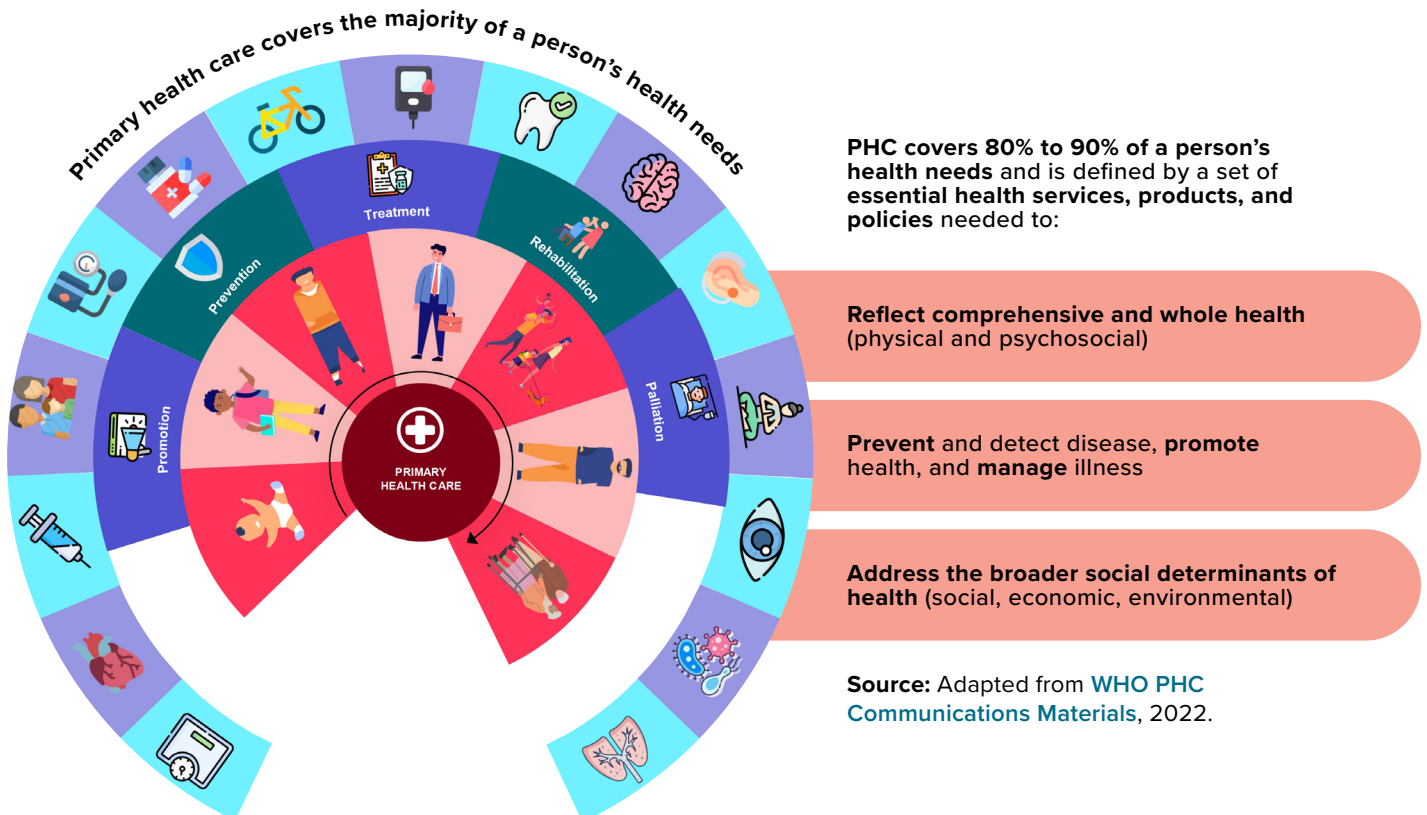 Primary health care covers the majority of a person's health needs
Treatment
Prevention
Rehabilitation
Promotion
Palliation
PRIMARY
HEALTH CARE
PHC covers 80% to 90% of a person's
health needs and is defined by a set of
essential health services, products, and
policies needed to:
Reflect comprehensive and whole health
(physical and psychosocial)
Prevent and detect disease, promote
health, and manage illness
Address the broader social determinants of
health (social, economic, environmental)
Source: Adapted from WHO PHC
Communications Materials, 2022.